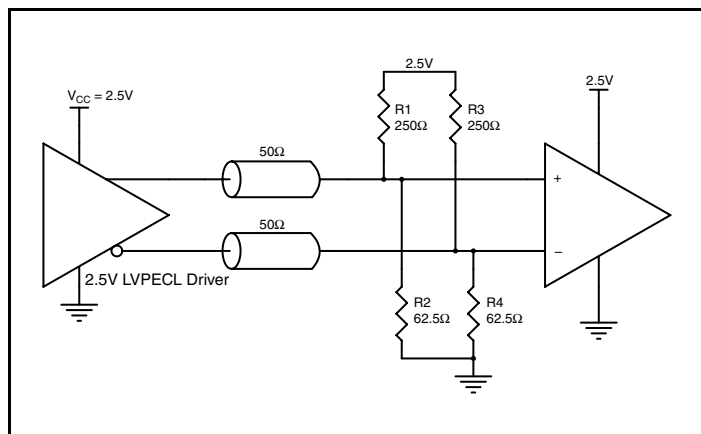 2.5V
V_CC = 2.5V
2.5V
R1
250Ω
R3
250Ω
50Ω
+
50Ω
–
2.5V LVPECL Driver
R2
62.5Ω
R4
62.5Ω